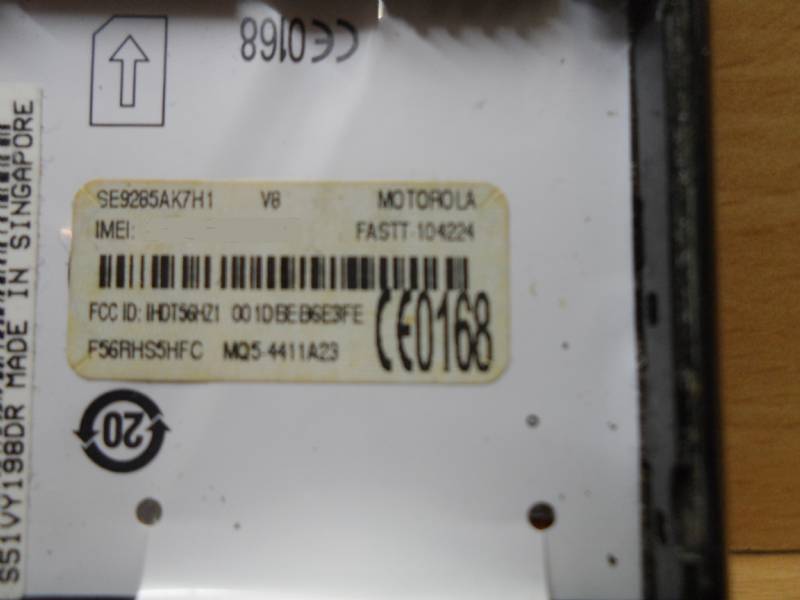 CE0168
SE9285AK7H1 V8 MOTOROLA
IMEI: FASTT-104224
FCC ID: IHDT56HZ1 001DBEB6E3FE
F56RHS5HFC MQ5-4411A23 CE0168
20
S51VY198DR MADE IN SINGAPORE